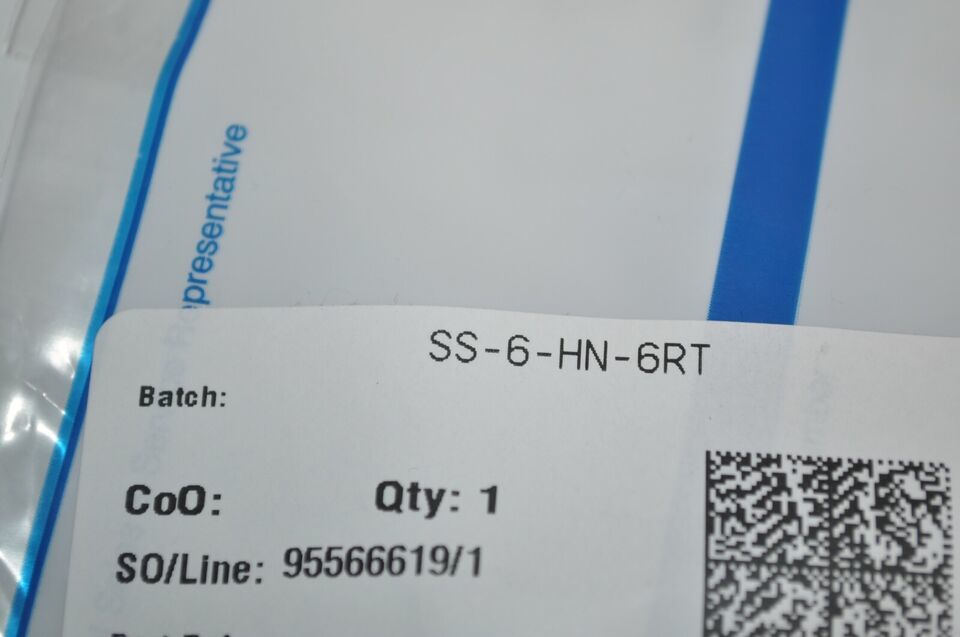 Representative
SS-6-HN-6RT
Batch:
CoO: Qty: 1
SO/Line: 95566619/1